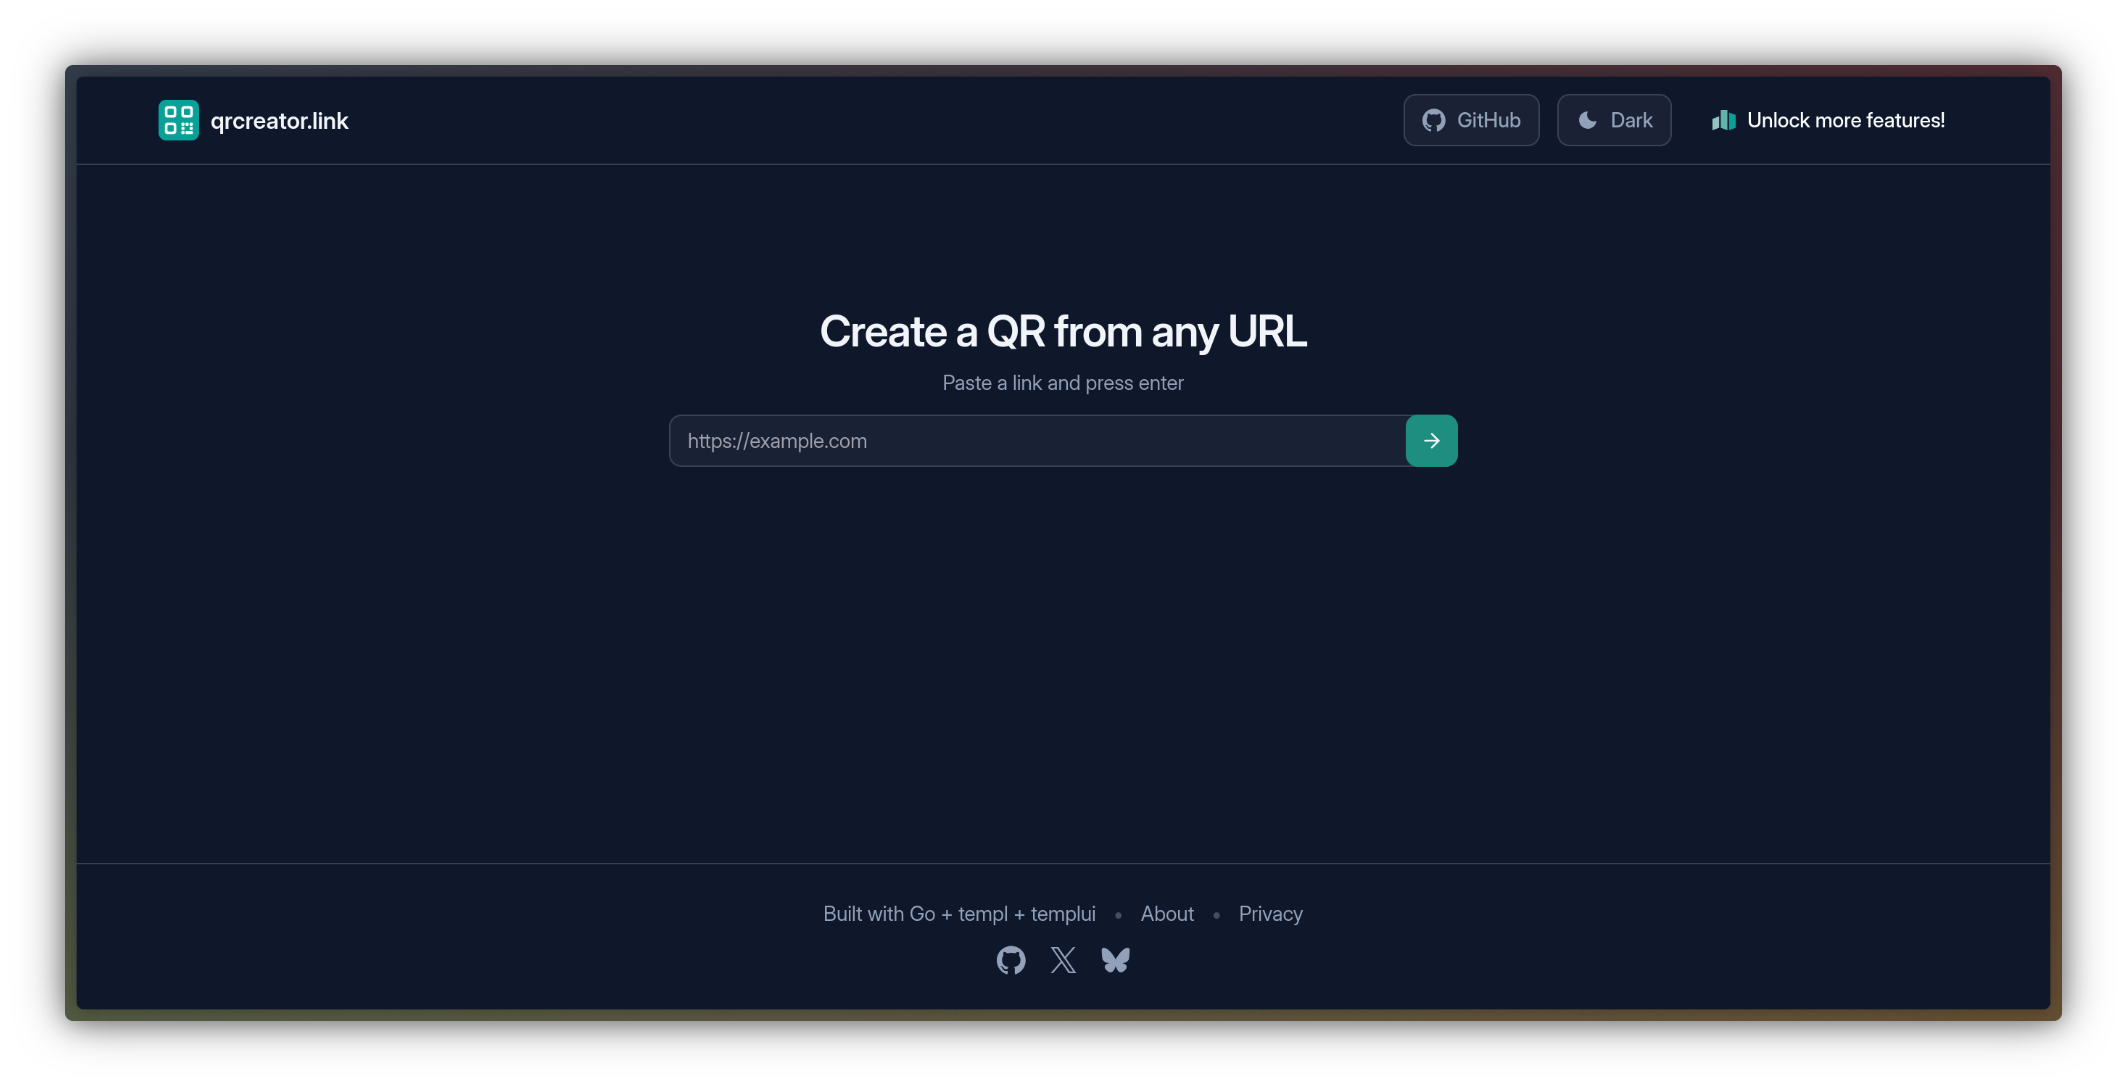 qrcreator.link
GitHub
Dark
Unlock more features!
Create a QR from any URL
Paste a link and press enter
https://example.com
Built with Go + templ + templui • About • Privacy